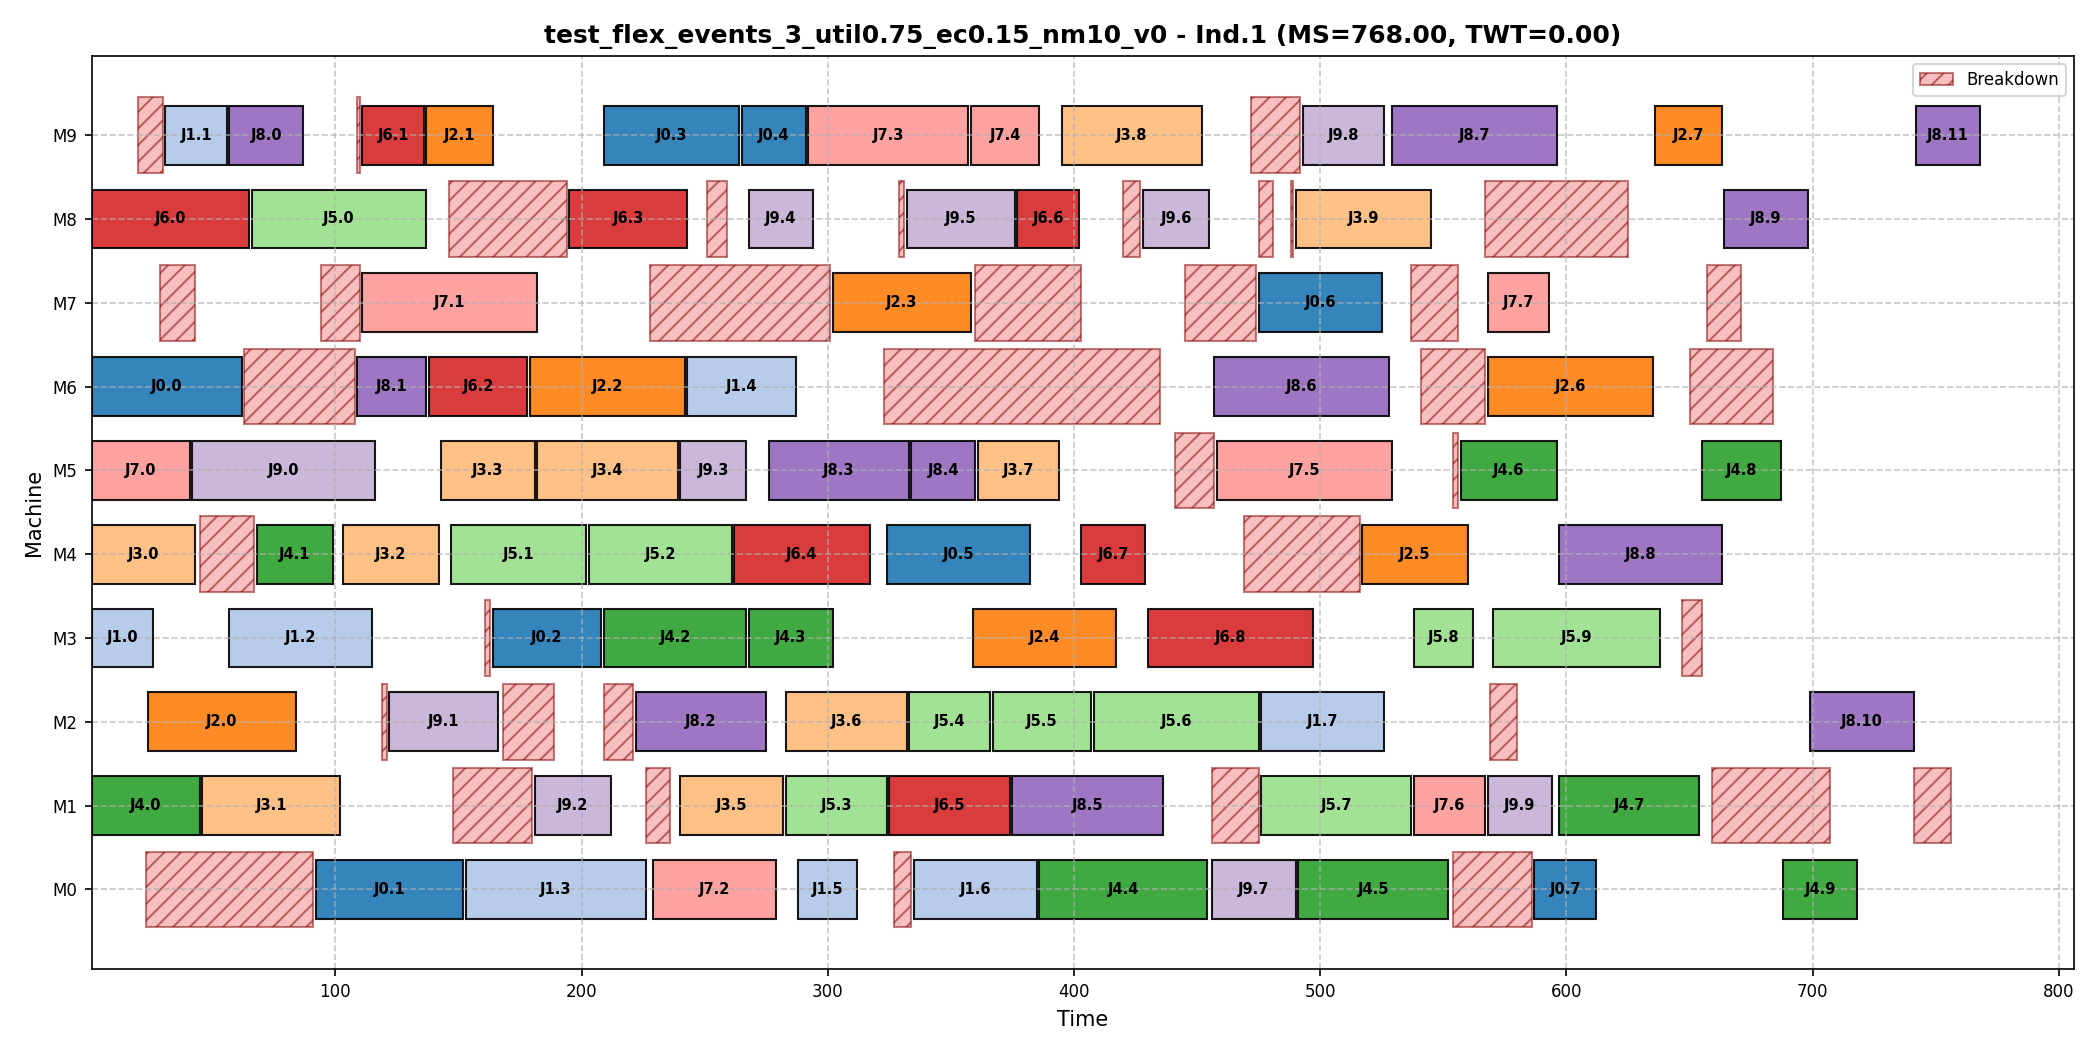 test_flex_events_3_util0.75_ec0.15_nm10_v0 - Ind.1 (MS=768.00, TWT=0.00)
Breakdown
M9 J1.1 J8.0 J6.1 J2.1 J0.3 J0.4 J7.3 J7.4 J3.8 J9.8 J8.7 J2.7 J8.11
M8 J6.0 J5.0 J6.3 J9.4 J9.5 J6.6 J9.6 J3.9 J8.9
M7 J7.1 J2.3 J0.6 J7.7
M6 J0.0 J8.1 J6.2 J2.2 J1.4 J8.6 J2.6
M5 J7.0 J9.0 J3.3 J3.4 J9.3 J8.3 J8.4 J3.7 J7.5 J4.6 J4.8
M4 J3.0 J4.1 J3.2 J5.1 J5.2 J6.4 J0.5 J6.7 J2.5 J8.8
M3 J1.0 J1.2 J0.2 J4.2 J4.3 J2.4 J6.8 J5.8 J5.9
M2 J2.0 J9.1 J8.2 J3.6 J5.4 J5.5 J5.6 J1.7 J8.10
M1 J4.0 J3.1 J9.2 J3.5 J5.3 J6.5 J8.5 J5.7 J7.6 J9.9 J4.7
M0 J0.1 J1.3 J7.2 J1.5 J1.6 J4.4 J9.7 J4.5 J0.7 J4.9
100 200 300 400 500 600 700 800
Time
Machine